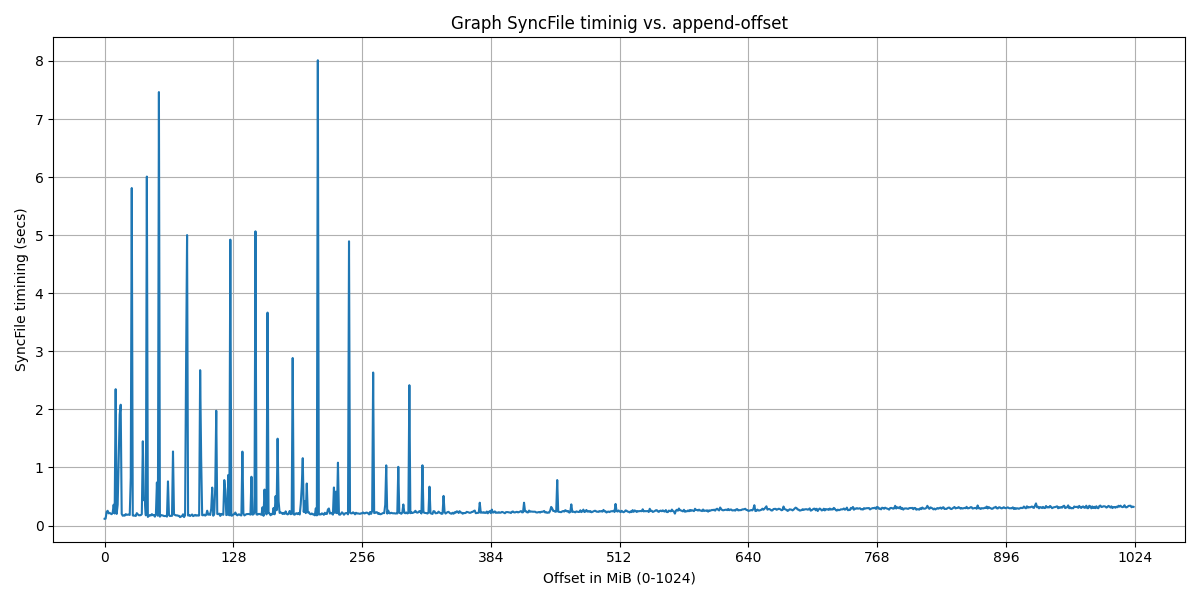 Graph SyncFile timinig vs. append-offset
8
7
6
5
4
3
2
1
0
SyncFile timining (secs)
0 128 256 384 512 640 768 896 1024
Offset in MiB (0-1024)